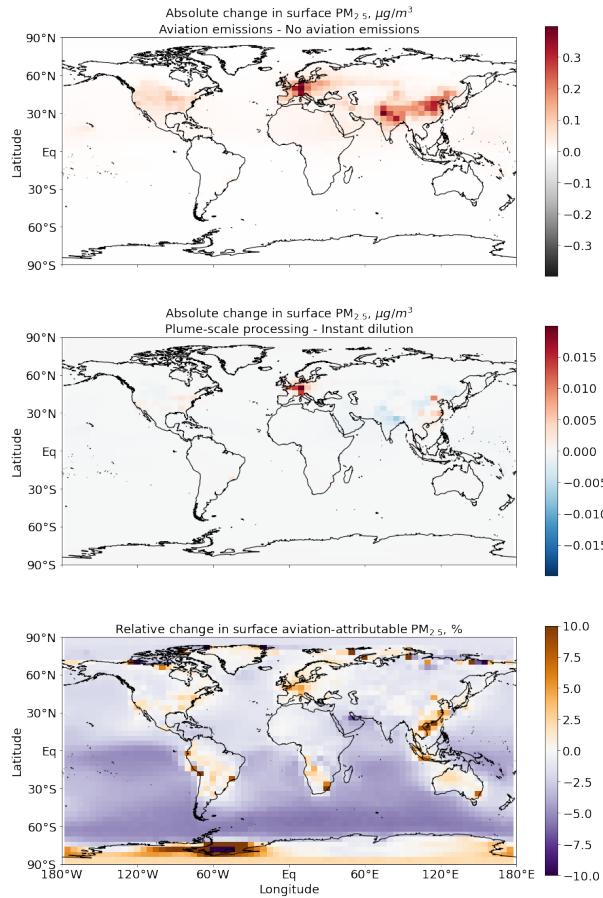 Absolute change in surface PM2.5, μg/m³
Aviation emissions - No aviation emissions
90°N
60°N
30°N
Eq
30°S
60°S
90°S
Latitude
0.3
0.2
0.1
0.0
−0.1
−0.2
−0.3
Absolute change in surface PM2.5, μg/m³
Plume-scale processing - Instant dilution
90°N
60°N
30°N
Eq
30°S
60°S
90°S
Latitude
0.015
0.010
0.005
0.000
−0.005
−0.010
−0.015
Relative change in surface aviation-attributable PM2.5, %
90°N
60°N
30°N
Eq
30°S
60°S
90°S
Latitude
180°W 120°W 60°W Eq 60°E 120°E 180°E
Longitude
10.0
7.5
5.0
2.5
0.0
−2.5
−5.0
−7.5
−10.0